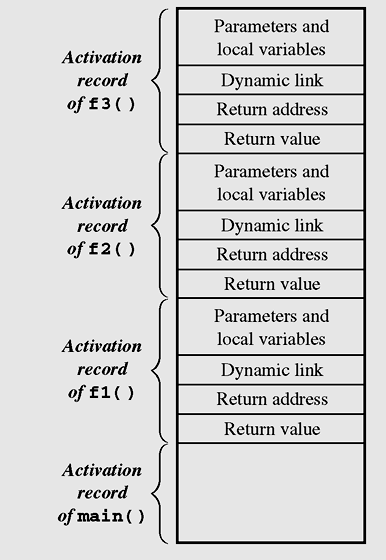 Activation
record
of f3()
Parameters and
local variables
Dynamic link
Return address
Return value
Activation
record
of f2()
Parameters and
local variables
Dynamic link
Return address
Return value
Activation
record
of f1()
Parameters and
local variables
Dynamic link
Return address
Return value
Activation
record
of main()